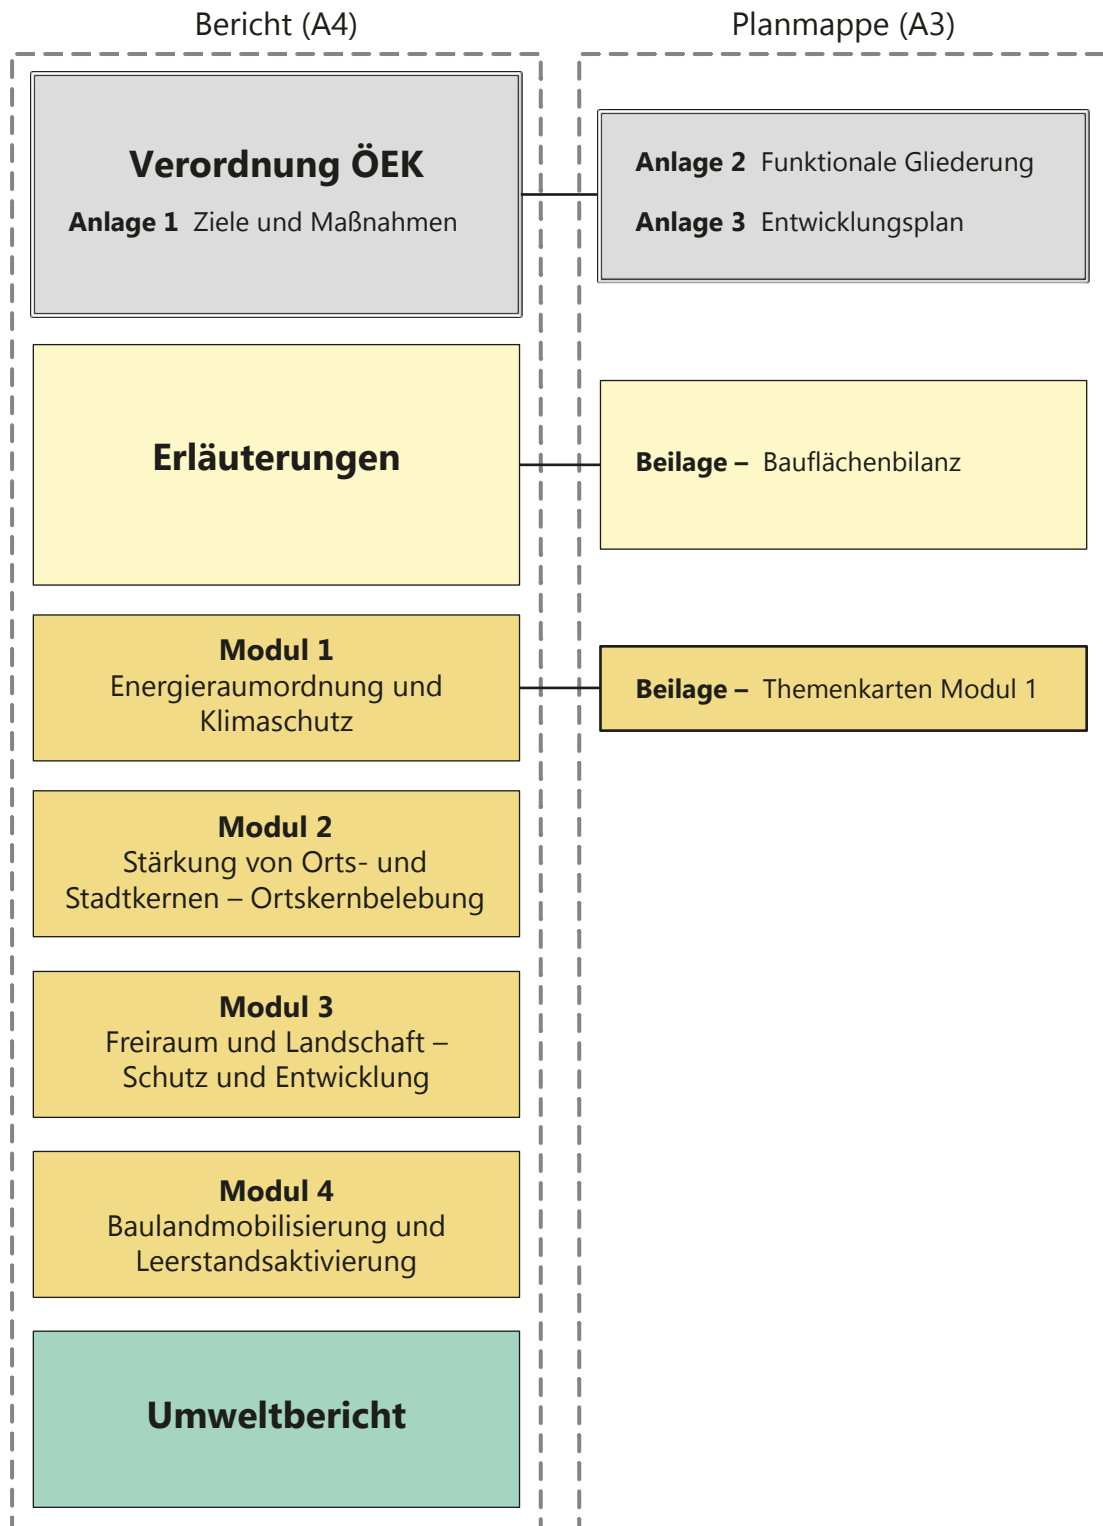 Bericht (A4)
Planmappe (A3)
Verordnung ÖEK
Anlage 1 Ziele und Maßnahmen
Anlage 2 Funktionale Gliederung
Anlage 3 Entwicklungsplan
Erläuterungen
Beilage – Bauflächenbilanz
Modul 1
Energieraumordnung und
Klimaschutz
Beilage – Themenkarten Modul 1
Modul 2
Stärkung von Orts- und
Stadtkernen – Ortskernbelebung
Modul 3
Freiraum und Landschaft –
Schutz und Entwicklung
Modul 4
Baulandmobilisierung und
Leerstandsaktivierung
Umweltbericht